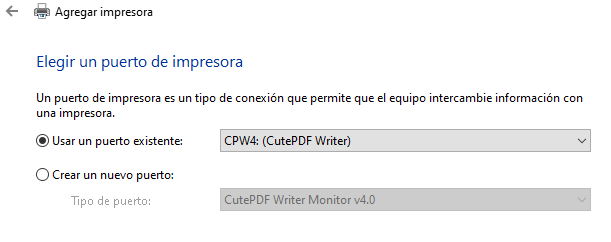 Agregar impresora
Elegir un puerto de impresora
Un puerto de impresora es un tipo de conexión que permite que el equipo intercambie información con
una impresora.
Usar un puerto existente: CPW4: (CutePDF Writer)
Crear un nuevo puerto:
Tipo de puerto: CutePDF Writer Monitor v4.0